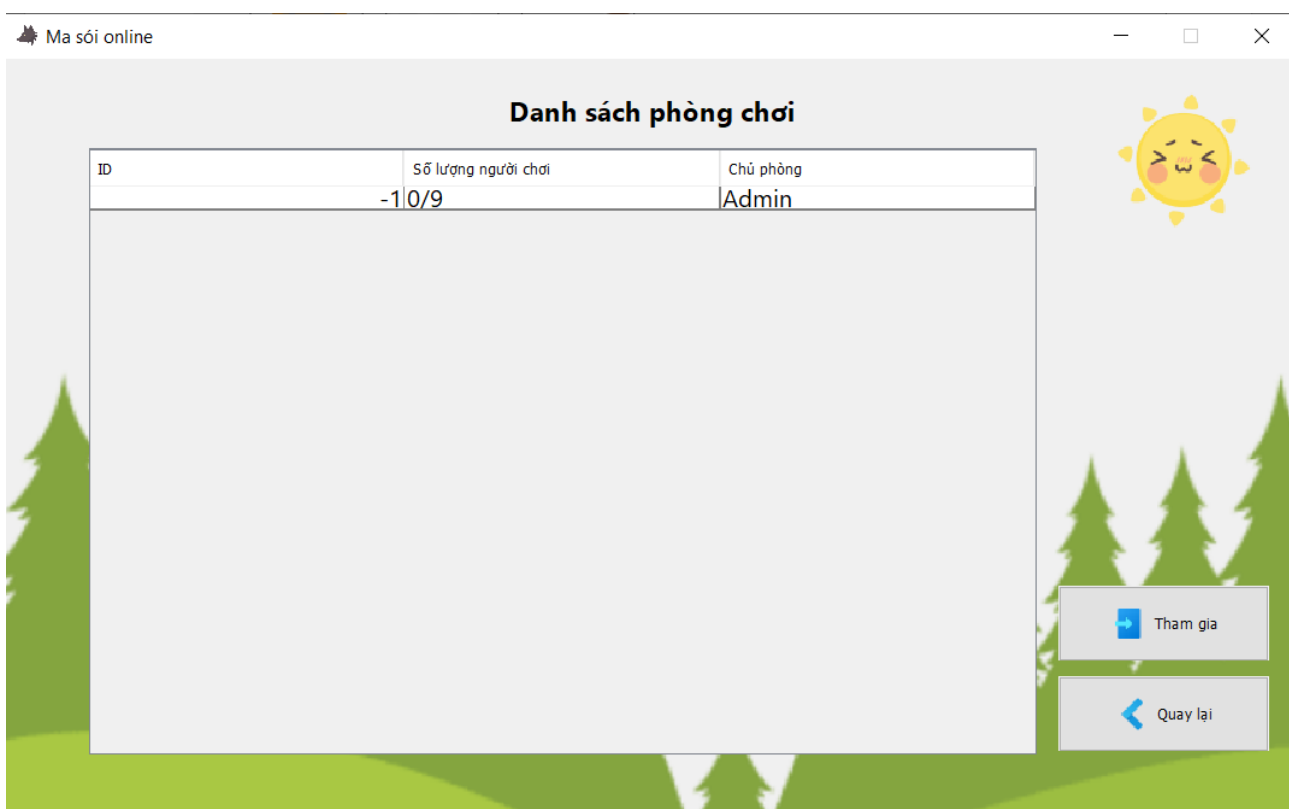 Ma sói online
Danh sách phòng chơi
ID Số lượng người chơi Chủ phòng
-1 0/9 Admin
Tham gia
Quay lại